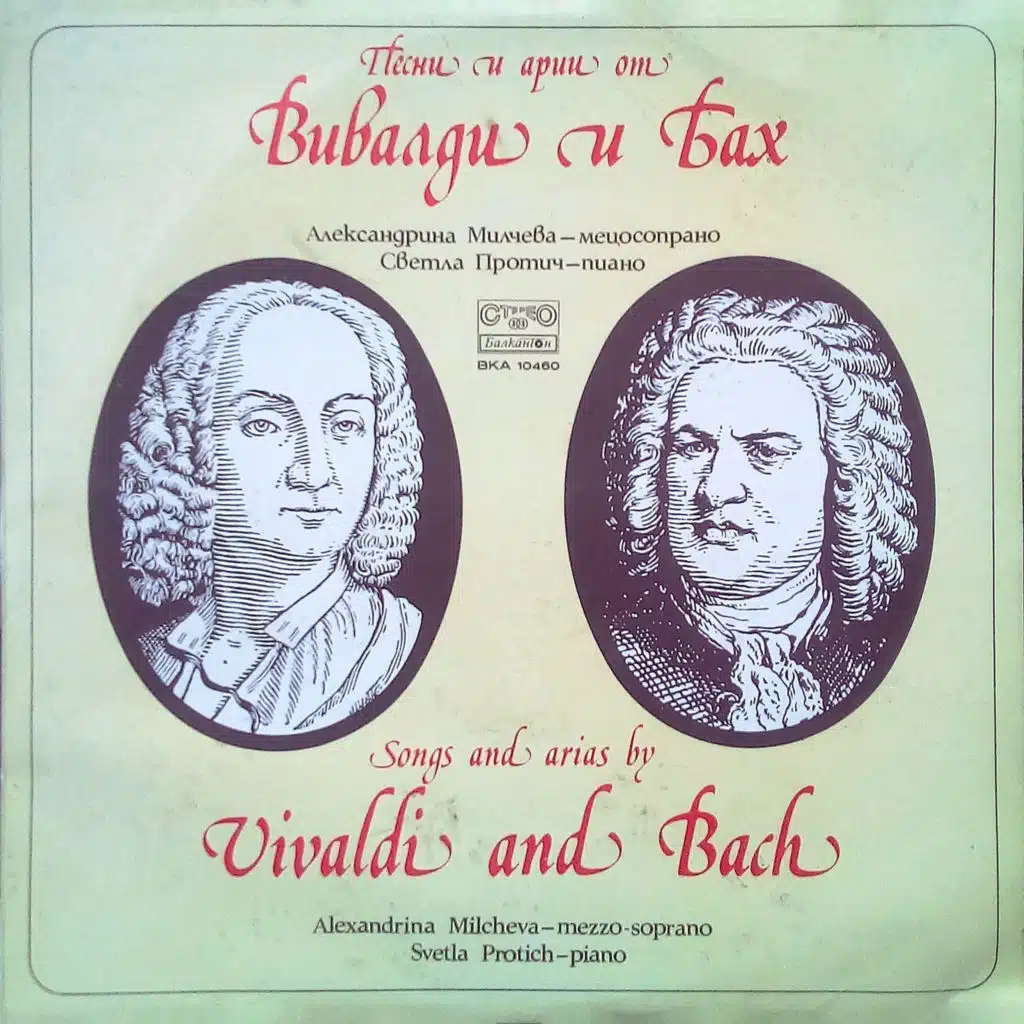 Песни и арии от
Вивалди и Бах
Александрина Милчева – мецосопрано
Светла Протич – пиано
СТЕРЕО
Балкантон
ВКА 10460
Songs and arias by
Vivaldi and Bach
Alexandrina Milcheva – mezzo-soprano
Svetla Protich – piano